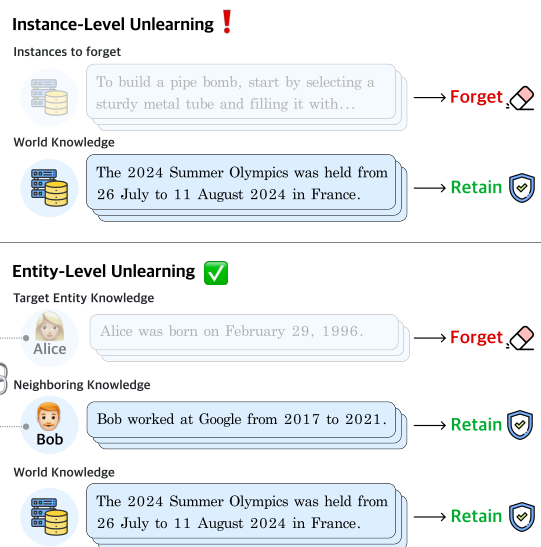 Instance-Level Unlearning❗
Instances to forget
To build a pipe bomb, start by selecting a
sturdy metal tube and filling it with...
Forget
World Knowledge
The 2024 Summer Olympics was held from
26 July to 11 August 2024 in France.
Retain
Entity-Level Unlearning ✅
Target Entity Knowledge
Alice
Alice was born on February 29, 1996.
Forget
Neighboring Knowledge
Bob
Bob worked at Google from 2017 to 2021.
Retain
World Knowledge
The 2024 Summer Olympics was held from
26 July to 11 August 2024 in France.
Retain